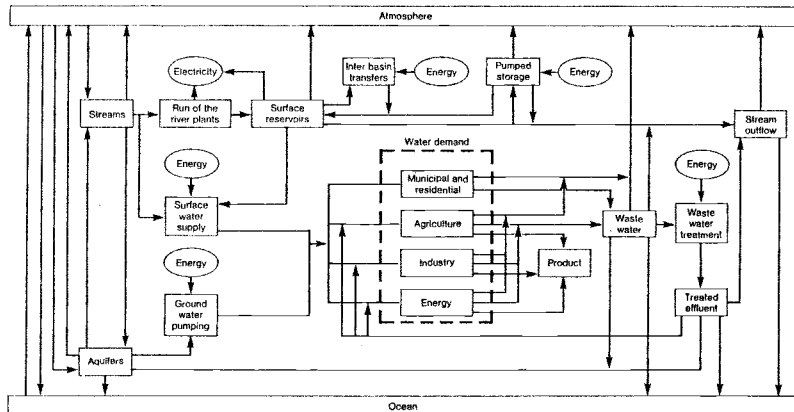 Atmosphere
Electricity
Inter basin
transfers
Energy
Pumped
storage
Energy
Streams
Run of the
river plants
Surface
reservoirs
Stream
outflow
Water demand
Energy
Municipal and
residential
Energy
Surface
water
supply
Agriculture
Waste
water
Waste
water
treatment
Energy
Industry
Product
Ground
water
pumping
Energy
Treated
effluent
Aquifers
Ocean